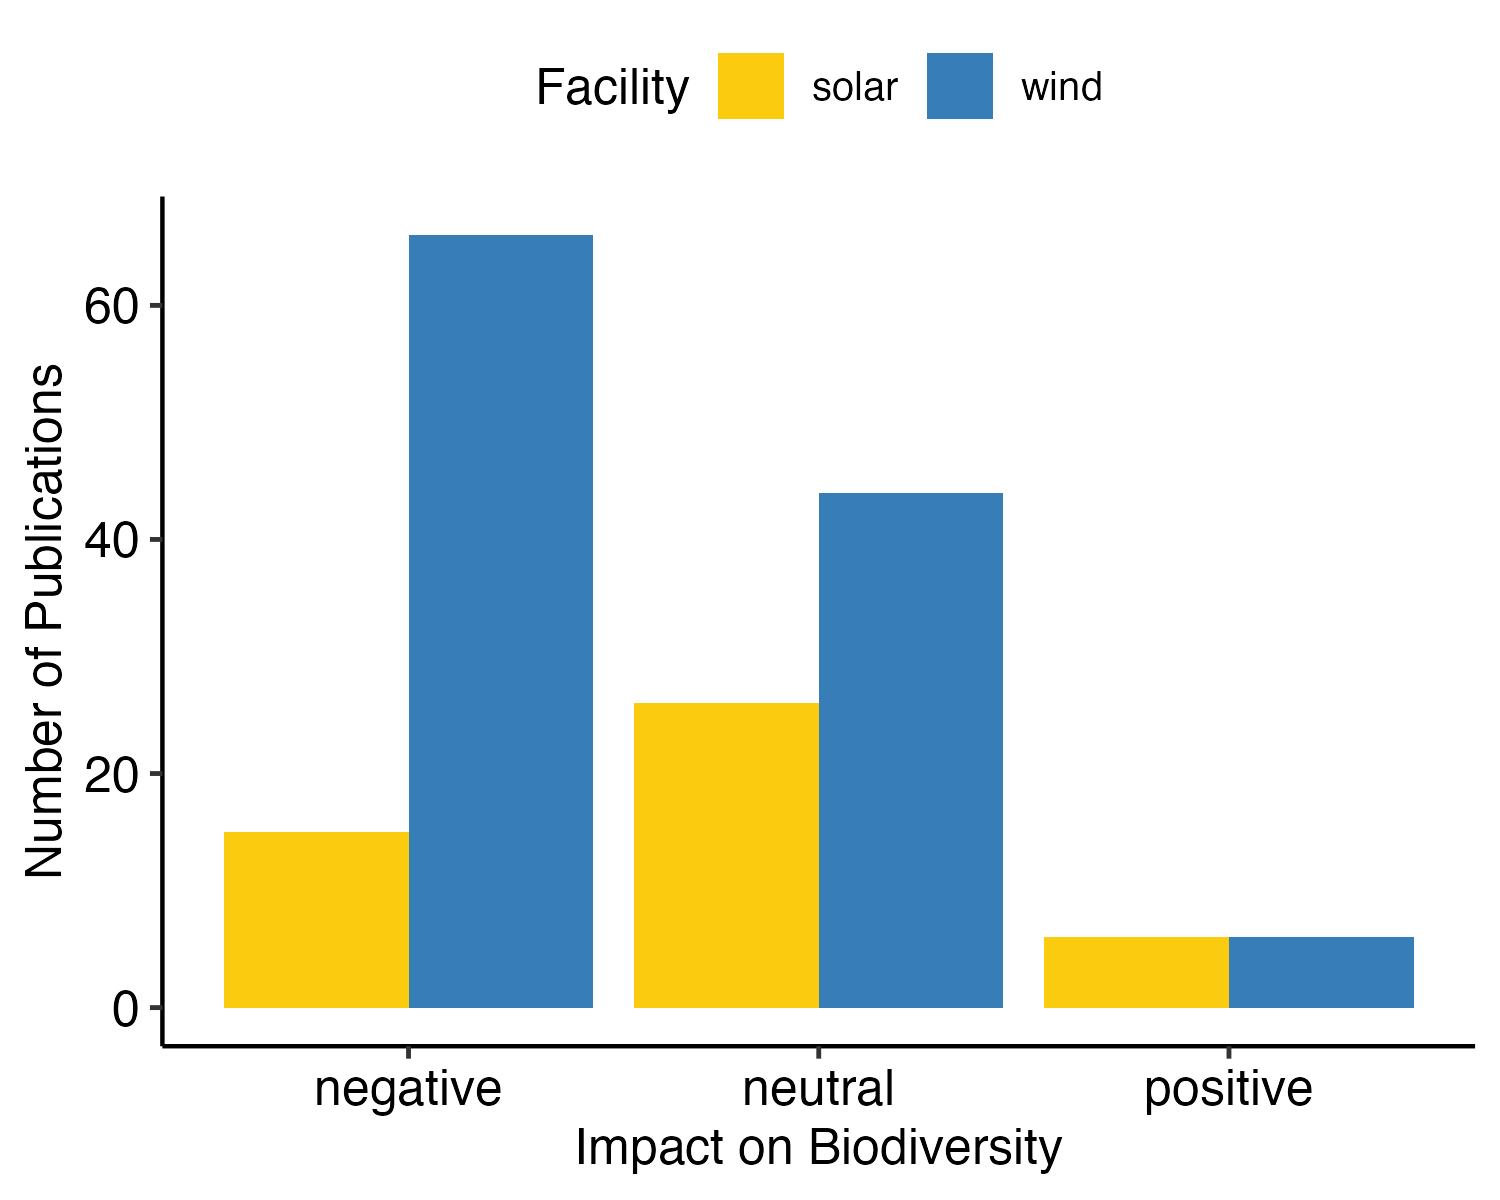 Facility solar wind
Number of Publications
60
40
20
0
negative neutral positive
Impact on Biodiversity